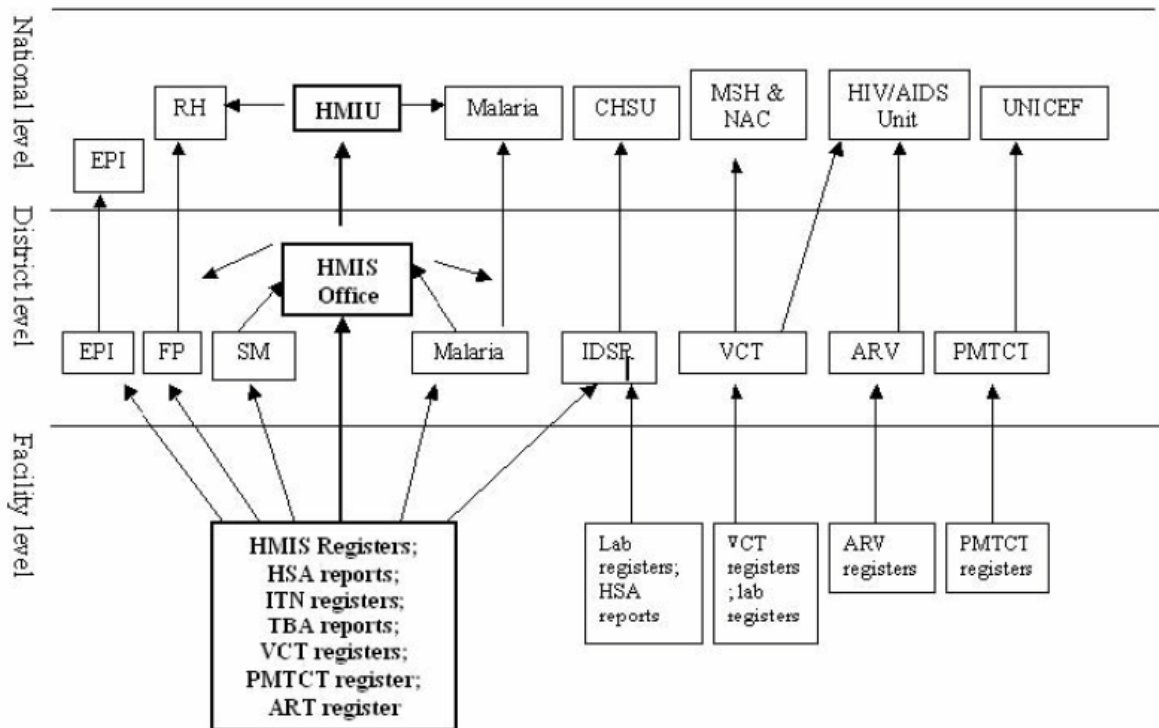 National level
RH
HMIU
Malaria
CHSU
MSH &
NAC
HIV/AIDS
Unit
UNICEF
EPI
District level
HMIS
Office
EPI
FP
SM
Malaria
IDSR
VCT
ARV
PMTCT
Facility level
HMIS Registers;
HSA reports;
ITN registers;
TBA reports;
VCT registers;
PMTCT register;
ART register
Lab
registers;
HSA
reports
VCT
registers
; lab
registers
ARV
registers
PMTCT
registers